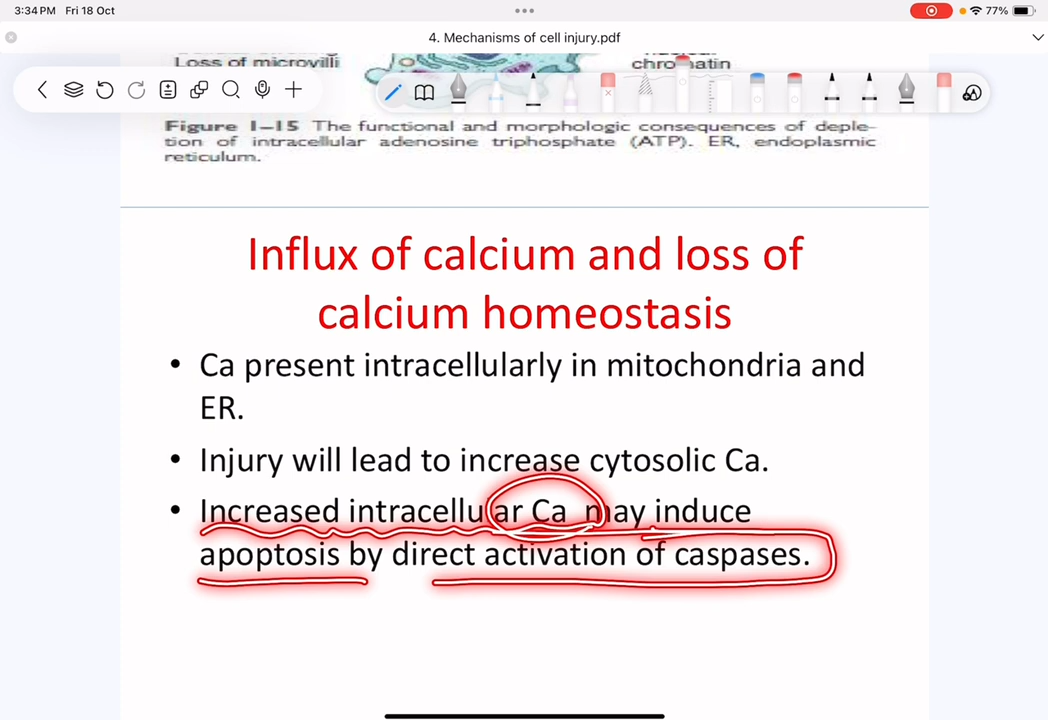 3:34 PM Fri 18 Oct
77%
4. Mechanisms of cell injury.pdf
Loss of microvilli
chromatin
Figure 1–15 The functional and morphologic consequences of deple-
tion of intracellular adenosine triphosphate (ATP). ER, endoplasmic
reticulum.
Influx of calcium and loss of
calcium homeostasis
• Ca present intracellularly in mitochondria and
ER.
• Injury will lead to increase cytosolic Ca.
• Increased intracellular Ca may induce
apoptosis by direct activation of caspases.